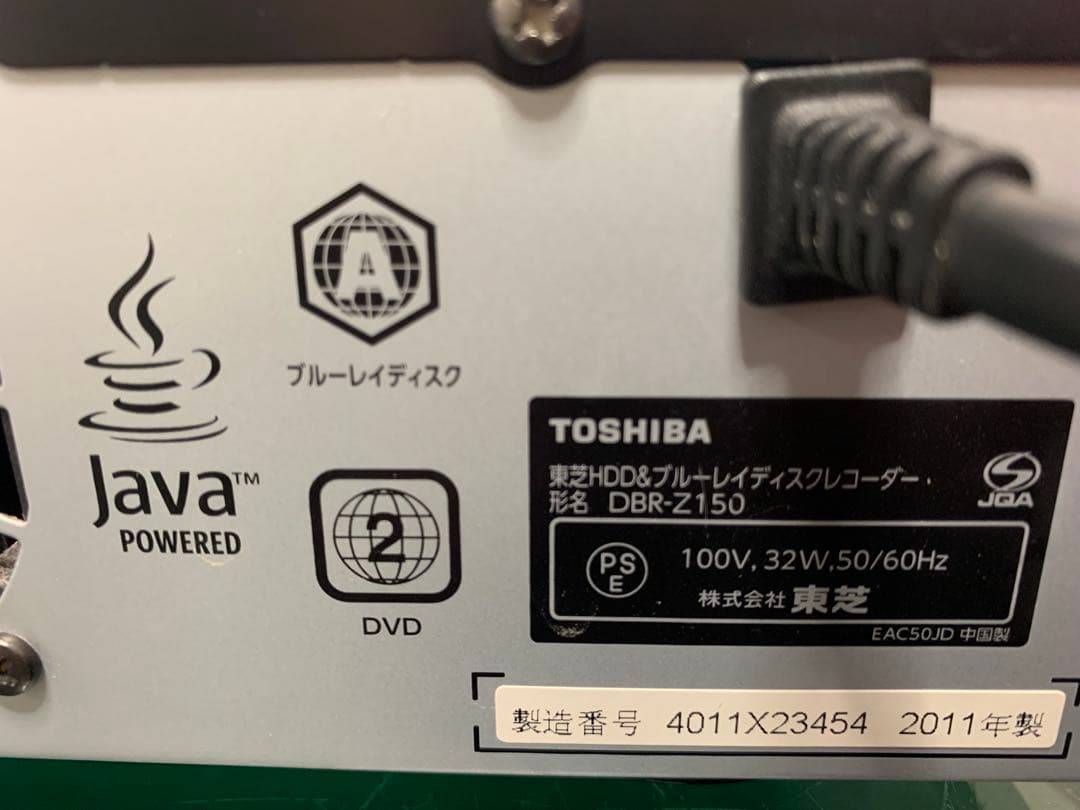 A
ブルーレイディスク
Java™
POWERED
2
DVD
TOSHIBA
東芝HDD&ブルーレイディスクレコーダー
形名 DBR-Z150
JQA
PS
E
100V, 32W, 50/60Hz
株式会社 東芝
EAC50JD 中国製
製造番号 4011X23454 2011年製